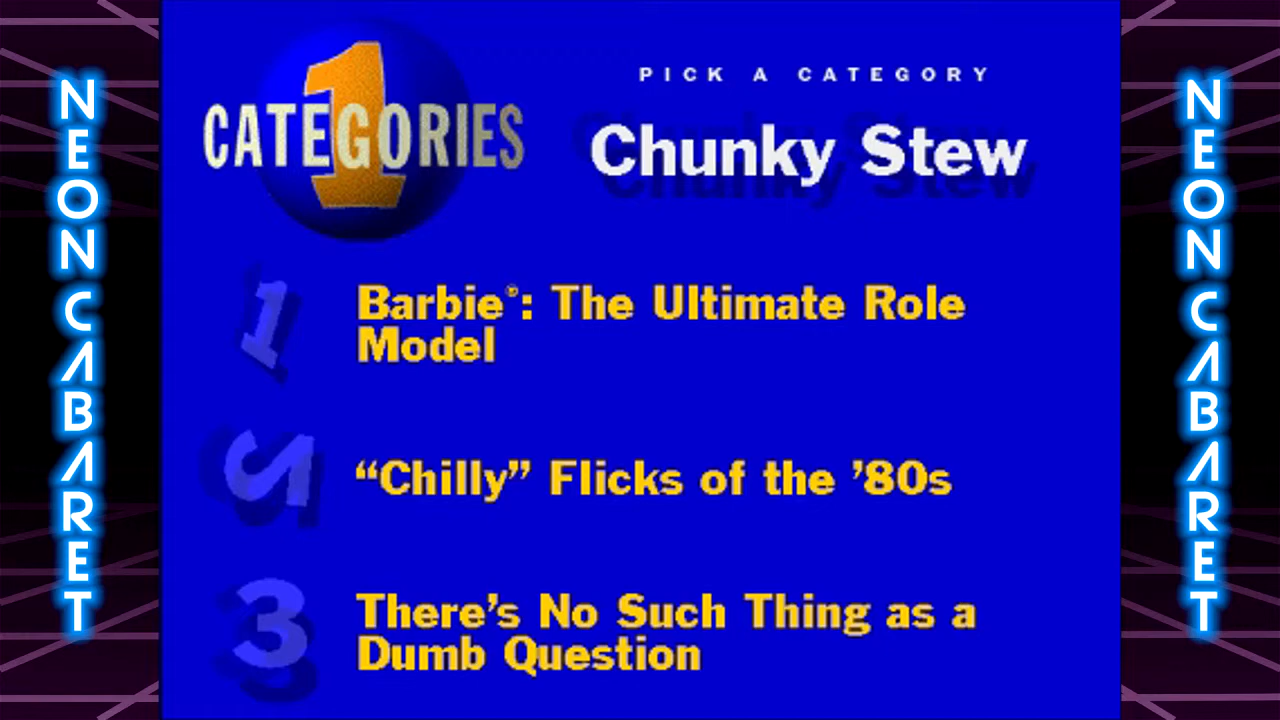 NEON CABARET
1
CATEGORIES
PICK A CATEGORY
Chunky Stew
1
Barbie®: The Ultimate Role
Model
2
“Chilly” Flicks of the ’80s
3
There’s No Such Thing as a
Dumb Question
NEON CABARET